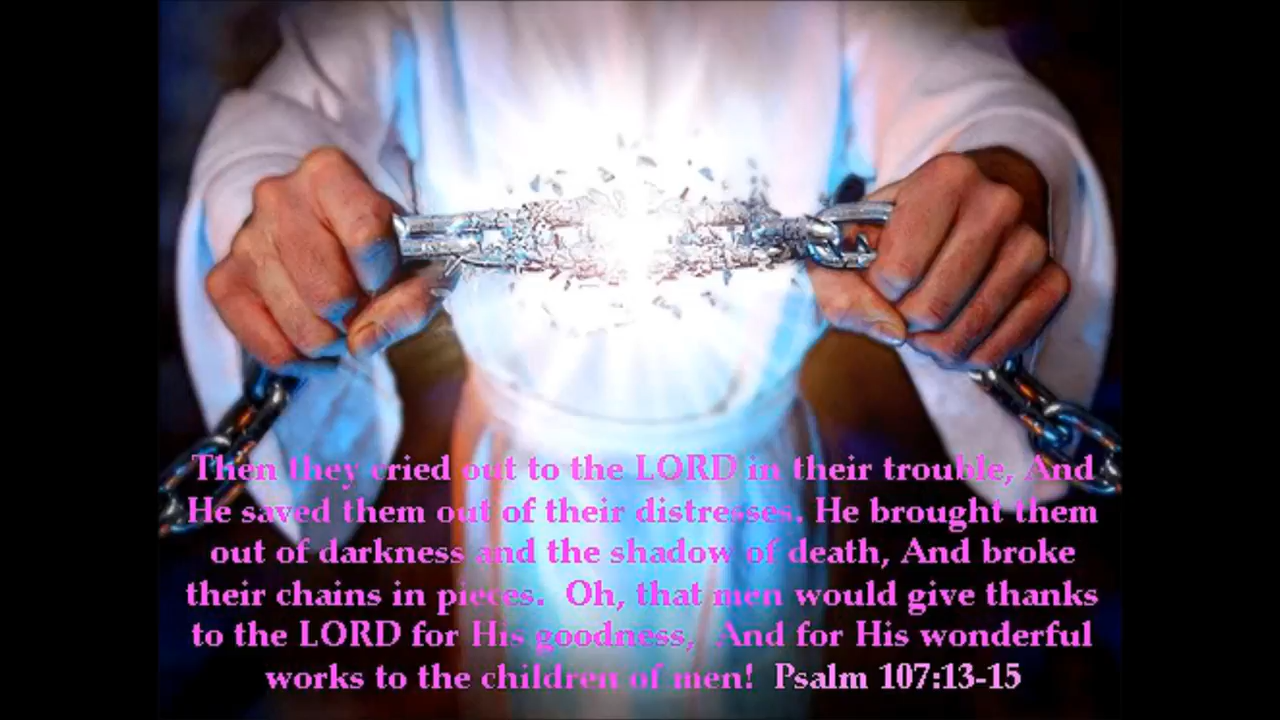 Then they cried out to the LORD in their trouble, And
He saved them out of their distresses. He brought them
out of darkness and the shadow of death, And broke
their chains in pieces. Oh, that men would give thanks
to the LORD for His goodness, And for His wonderful
works to the children of men! Psalm 107:13-15